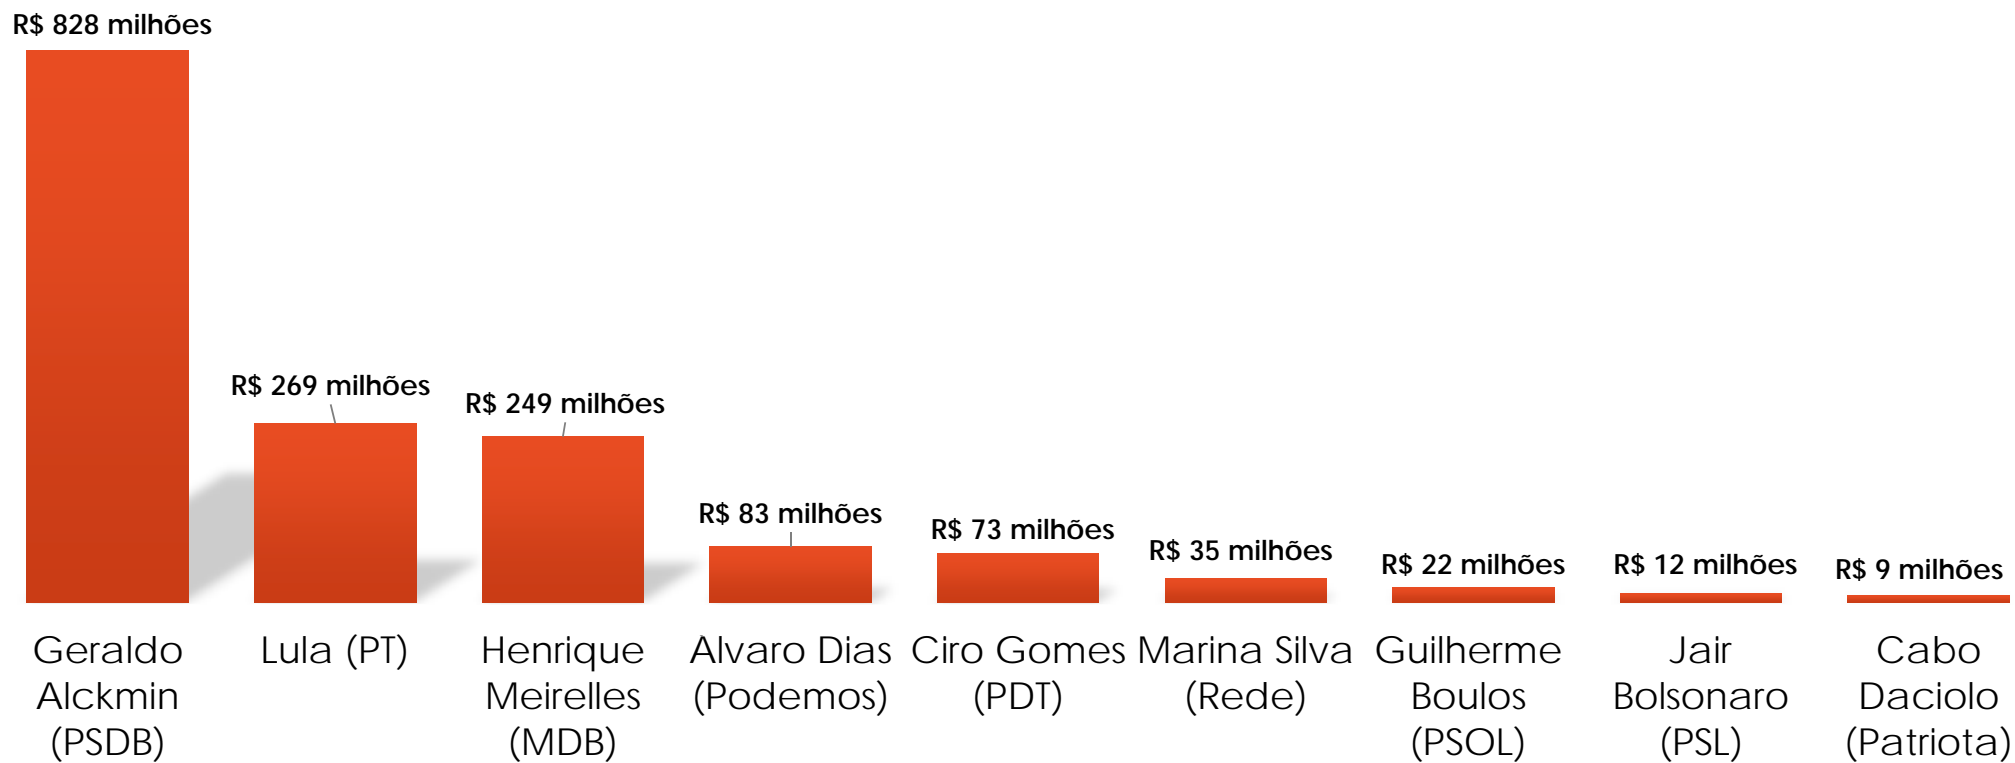 R$ 828 milhões
R$ 269 milhões
R$ 249 milhões
R$ 83 milhões
R$ 73 milhões
R$ 35 milhões
R$ 22 milhões
R$ 12 milhões
R$ 9 milhões
Geraldo
Alckmin
(PSDB)
Lula (PT)
Henrique
Meirelles
(MDB)
Alvaro Dias
(Podemos)
Ciro Gomes
(PDT)
Marina Silva
(Rede)
Guilherme
Boulos
(PSOL)
Jair
Bolsonaro
(PSL)
Cabo
Daciolo
(Patriota)